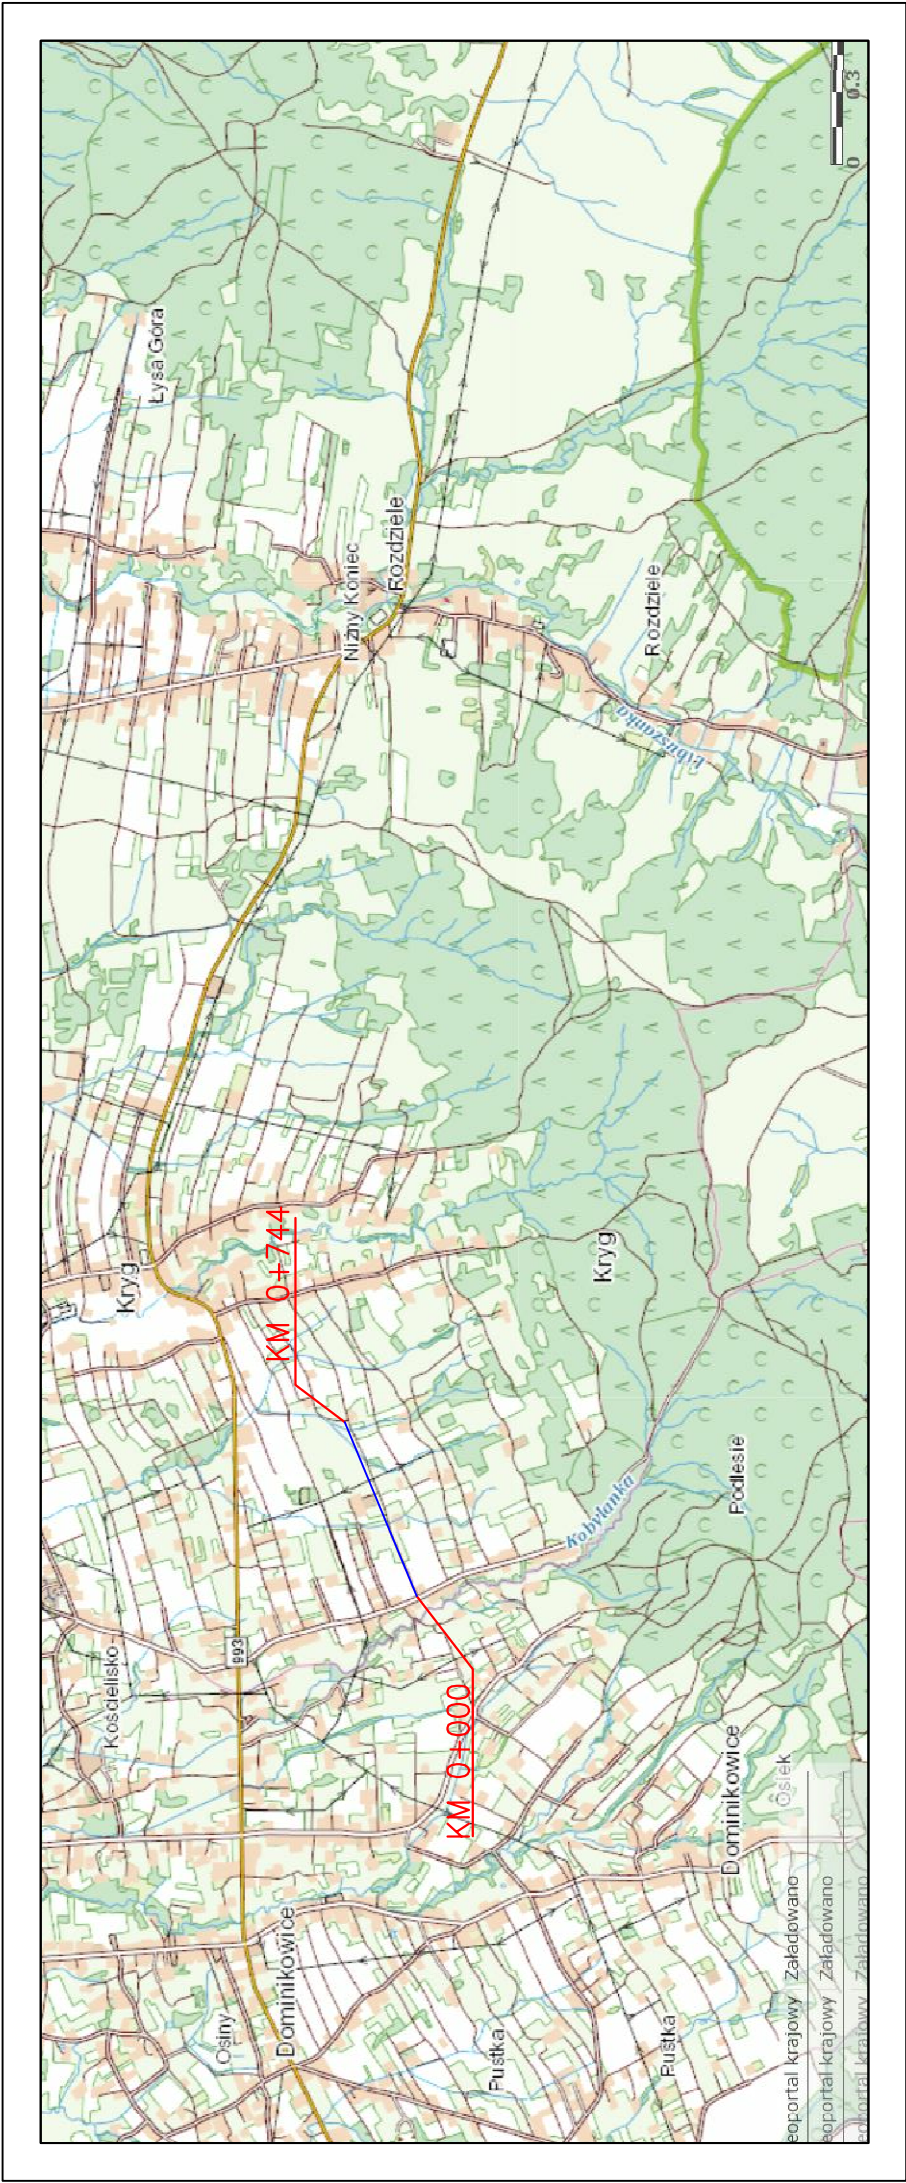 0
0.3
Łysa Góra
Niżny Koniec
Rozdziele
Rozdziele
Libuszanka
Kryg
KM 0+744
Kryg
Podlesie
Kobylanka
993
Kosdelisko
KM 0+000
Dominikowice
Osiek
Dominikowice
Osiny
Pustka
Pustka
eoportal krajowy Załadowano
eoportal krajowy Załadowano
eoportal krajowy Załadowano